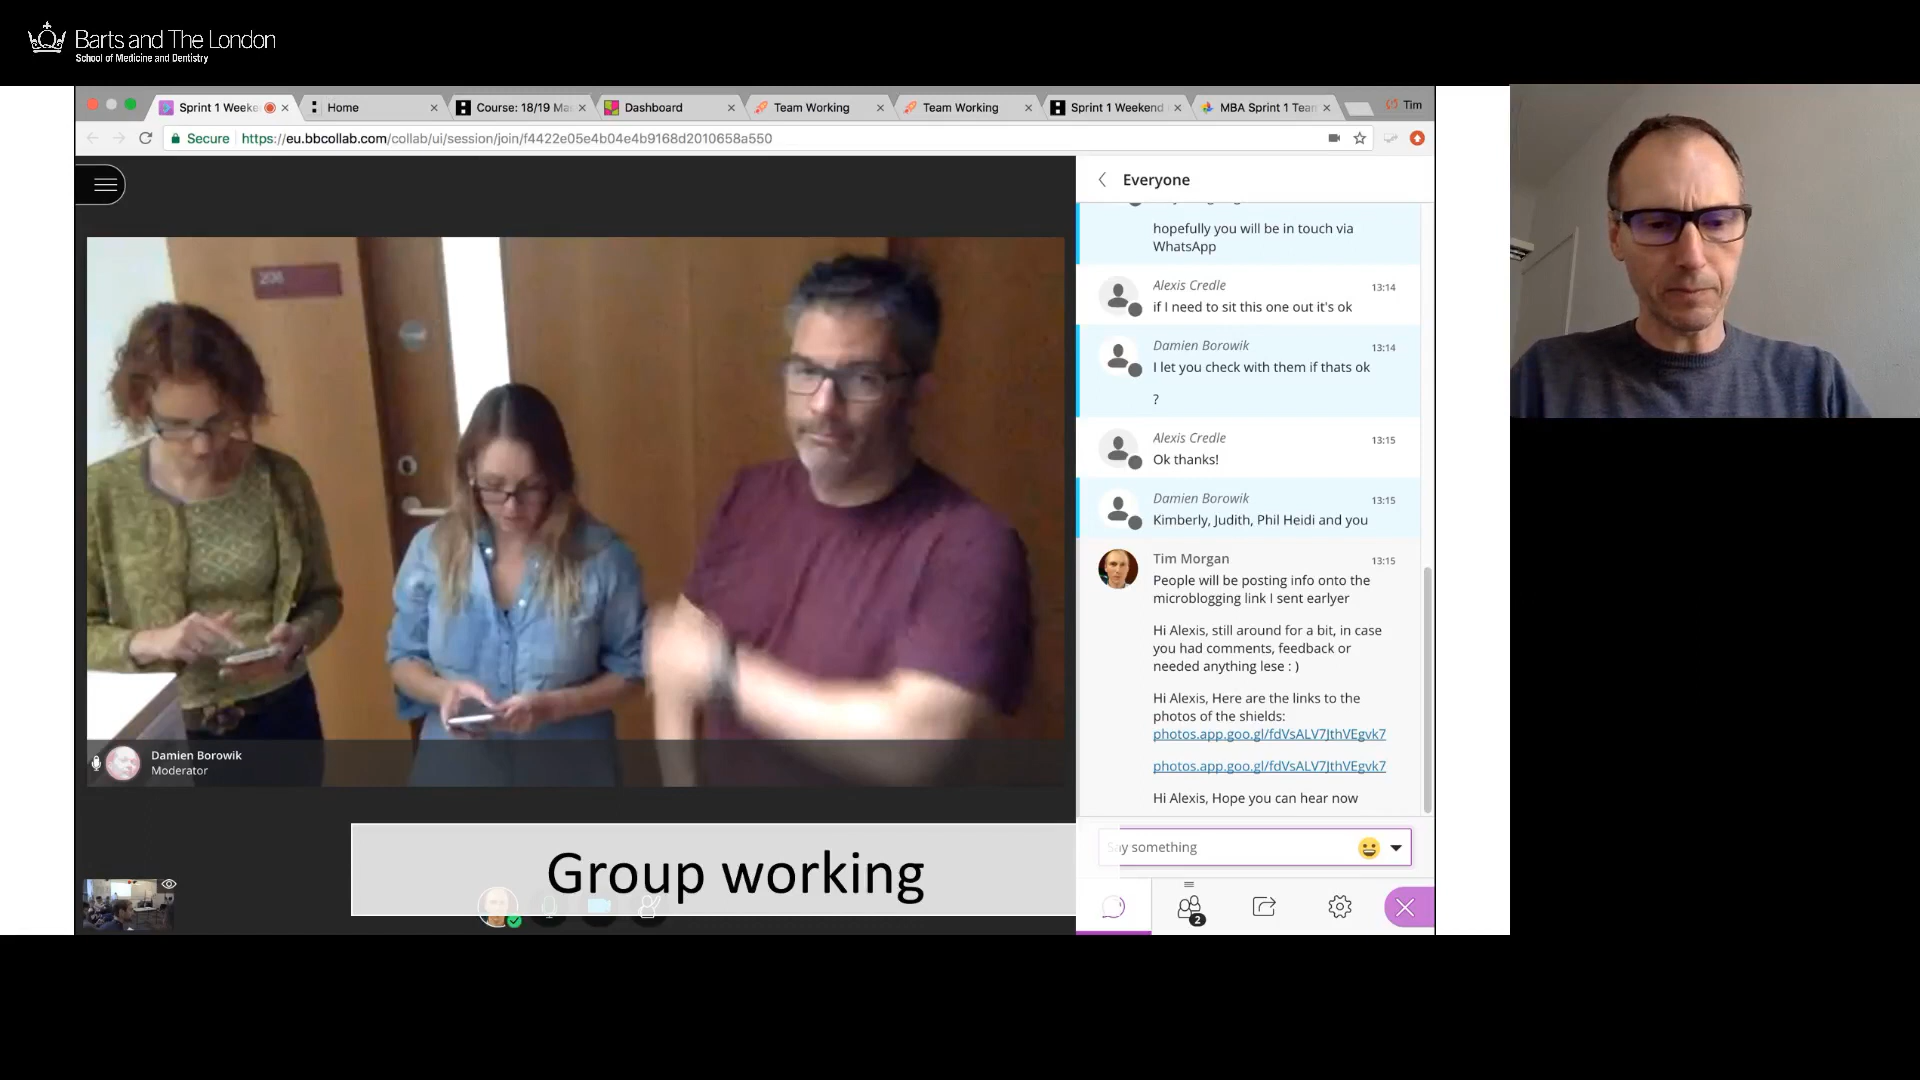 Barts and The London
School of Medicine and Dentistry
Sprint 1 Weeke
Home
Course: 18/19 Ma
Dashboard
Team Working
Team Working
Sprint 1 Weekend
MBA Sprint 1 Team
Tim
Secure
https://eu.bbcollab.com/collab/ui/session/join/f4422e05e4b04e4b9168d2010658a550
Everyone
hopefully you will be in touch via
WhatsApp
Alexis Credle 13:14
if I need to sit this one out it's ok
Damien Borowik 13:14
I let you check with them if thats ok
?
Alexis Credle 13:15
Ok thanks!
Damien Borowik 13:15
Kimberly, Judith, Phil Heidi and you
Tim Morgan 13:15
People will be posting info onto the
microblogging link I sent earlyer
Hi Alexis, still around for a bit, in case
you had comments, feedback or
needed anything lese : )
Hi Alexis, Here are the links to the
photos of the shields:
photos.app.goo.gl/fdVsALV7JthVEgvk7
photos.app.goo.gl/fdVsALV7JthVEgvk7
Hi Alexis, Hope you can hear now
Say something
2
208
Damien Borowik
Moderator
Group working